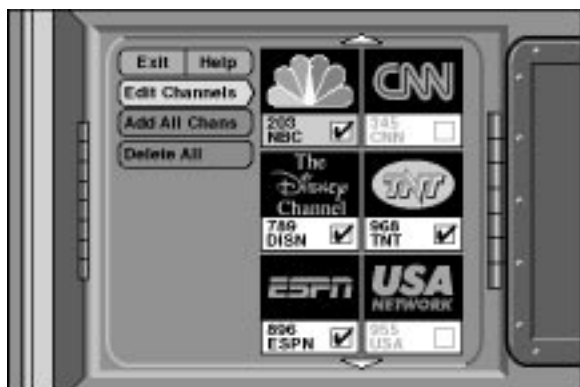 Exit Help
Edit Channels
Add All Chans
Delete All
CNN
203
NBC
345
CNN
The
Disney
Channel
TNT
789
DISN
968
TNT
ESPN
USA
NETWORK
896
ESPN
955
USA